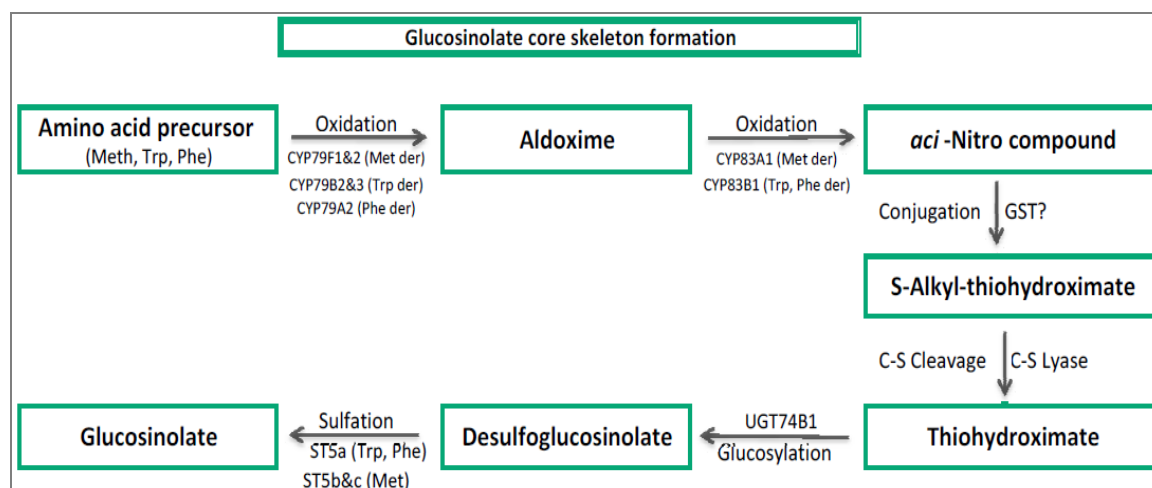 Glucosinolate core skeleton formation
Amino acid precursor
(Meth, Trp, Phe)
Oxidation
CYP79F1&2 (Met der)
CYP79B2&3 (Trp der)
CYP79A2 (Phe der)
Aldoxime
Oxidation
CYP83A1 (Met der)
CYP83B1 (Trp, Phe der)
aci -Nitro compound
Conjugation GST?
S-Alkyl-thiohydroximate
C-S Cleavage C-S Lyase
Thiohydroximate
UGT74B1
Glucosylation
Desulfoglucosinolate
Sulfation
ST5a (Trp, Phe)
ST5b&c (Met)
Glucosinolate